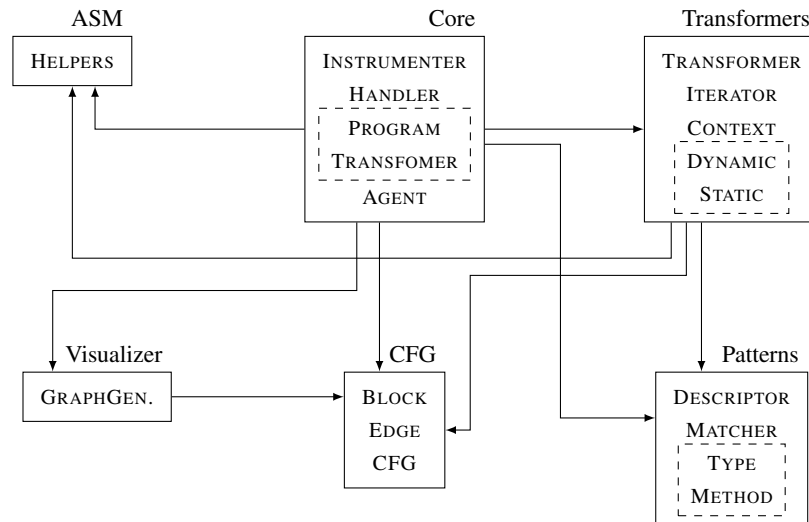 ASM
HELPERS
Core
INSTRUMENTER
HANDLER
PROGRAM
TRANSFOMER
AGENT
Transformers
TRANSFORMER
ITERATOR
CONTEXT
DYNAMIC
STATIC
Visualizer
GRAPHGEN.
CFG
BLOCK
EDGE
CFG
Patterns
DESCRIPTOR
MATCHER
TYPE
METHOD